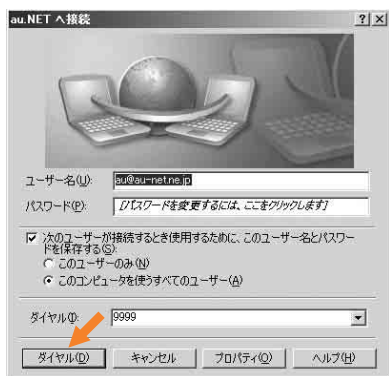 au.NET へ接続
ユーザー名(U):
au@au-net.ne.jp
パスワード(P):
[パスワードを変更するには、ここをクリックします]
次のユーザーが接続するとき使用するために、このユーザー名とパスワー
ドを保存する(S):
このユーザーのみ(N)
このコンピュータを使うすべてのユーザー(A)
ダイヤル(I):
9999
ダイヤル(D) キャンセル プロパティ(O) ヘルプ(H)